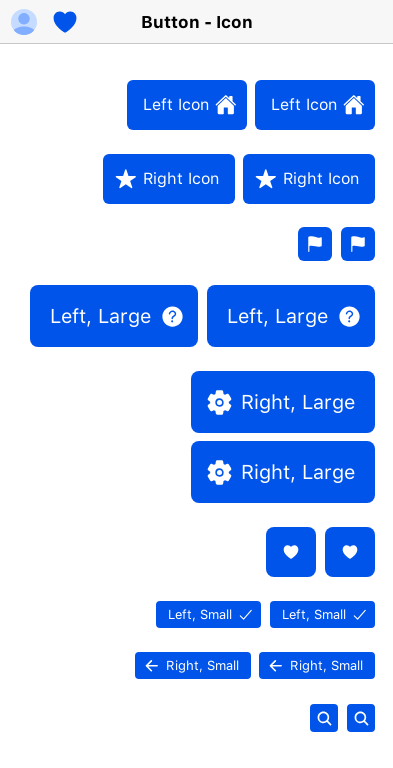 Button - Icon
Left Icon Left Icon
Right Icon Right Icon
Left, Large Left, Large
Right, Large
Right, Large
Left, Small Left, Small
Right, Small Right, Small